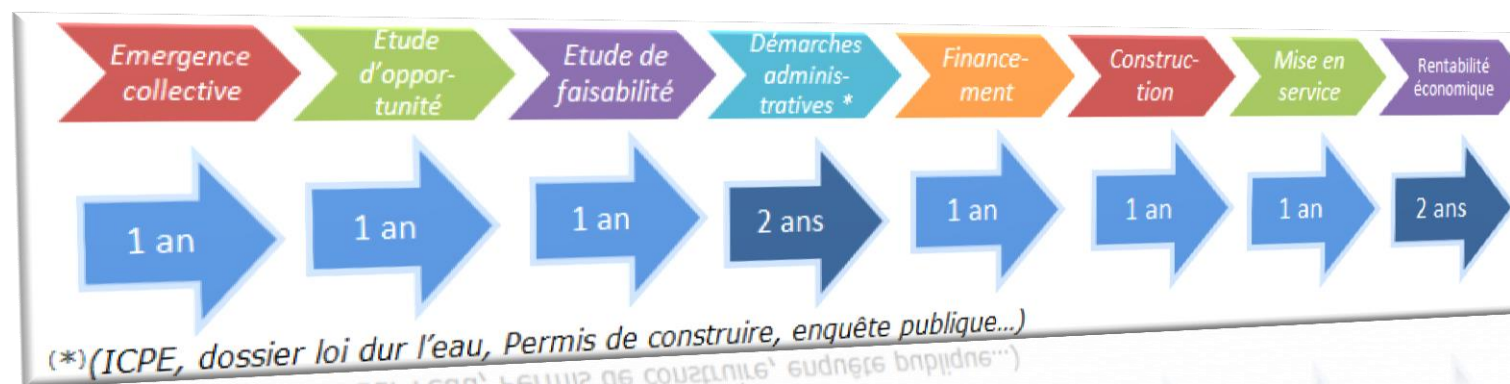 Emergence
collective
Etude
d'oppor-
tunité
Etude de
faisabilité
Démarches
adminis-
tratives *
Finance-
ment
Construc-
tion
Mise en
service
Rentabilité
économique
1 an
1 an
1 an
2 ans
1 an
1 an
1 an
2 ans
(*)(ICPE, dossier loi dur l'eau, Permis de construire, enquête publique...)